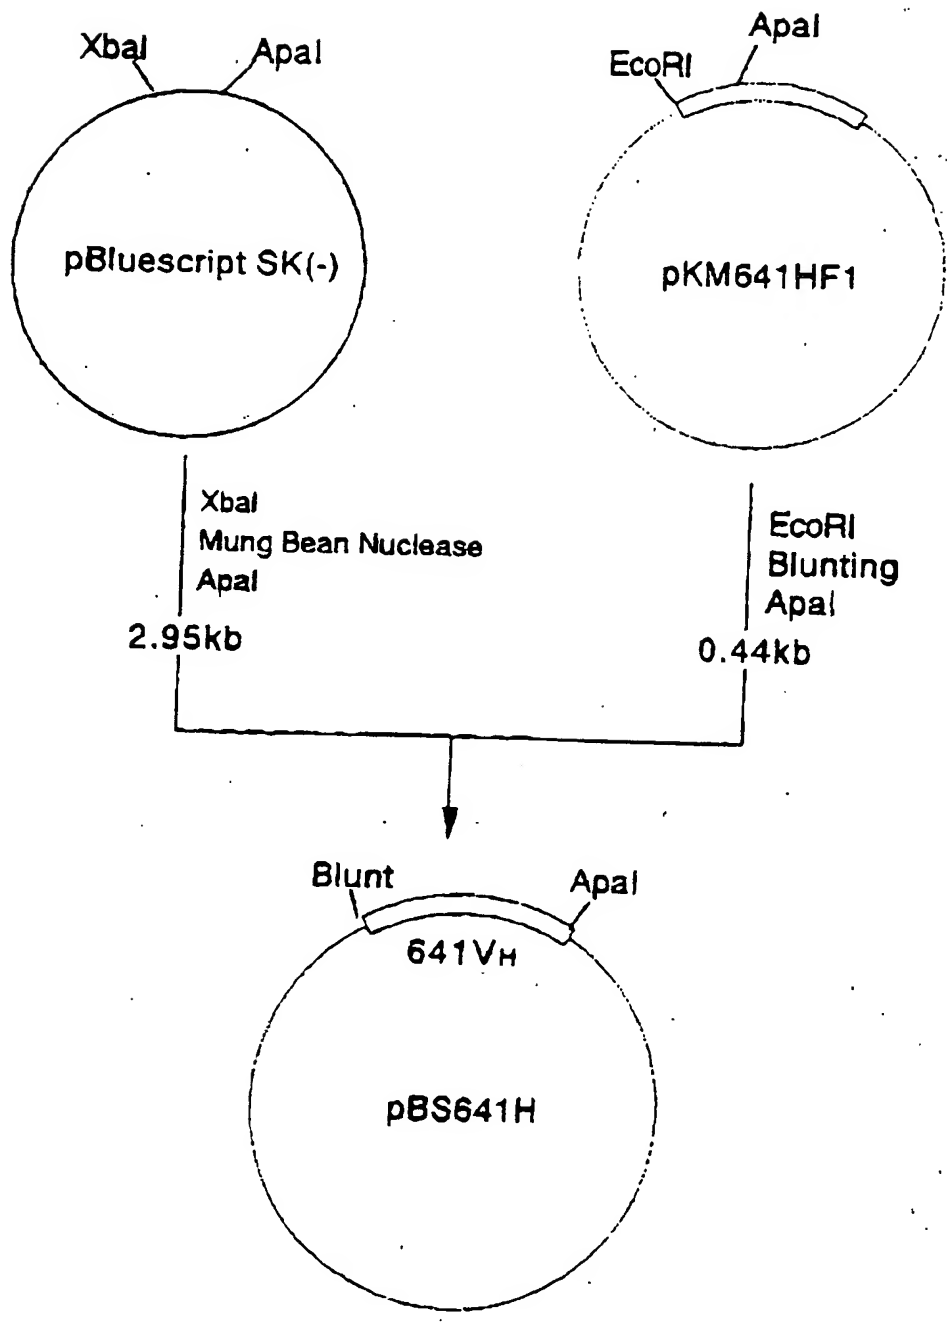 XbaI
ApaI
pBluescript SK(-)
EcoRI
ApaI
pKM641HF1
XbaI
Mung Bean Nuclease
ApaI
2.95kb
EcoRI
Blunting
ApaI
0.44kb
Blunt
ApaI
641VH
pBS641H